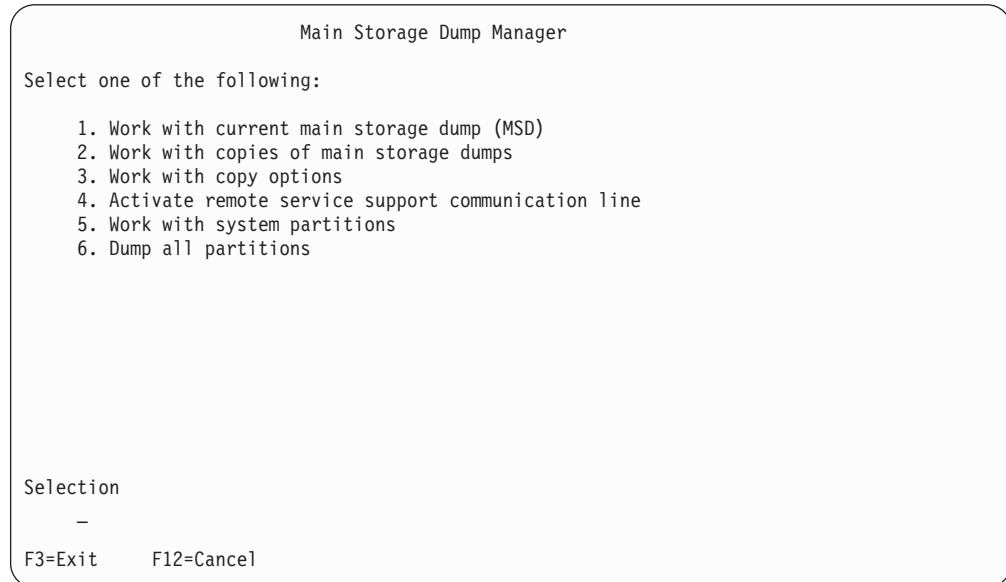 Main Storage Dump Manager
Select one of the following:
1. Work with current main storage dump (MSD)
2. Work with copies of main storage dumps
3. Work with copy options
4. Activate remote service support communication line
5. Work with system partitions
6. Dump all partitions
Selection
_
F3=Exit F12=Cancel